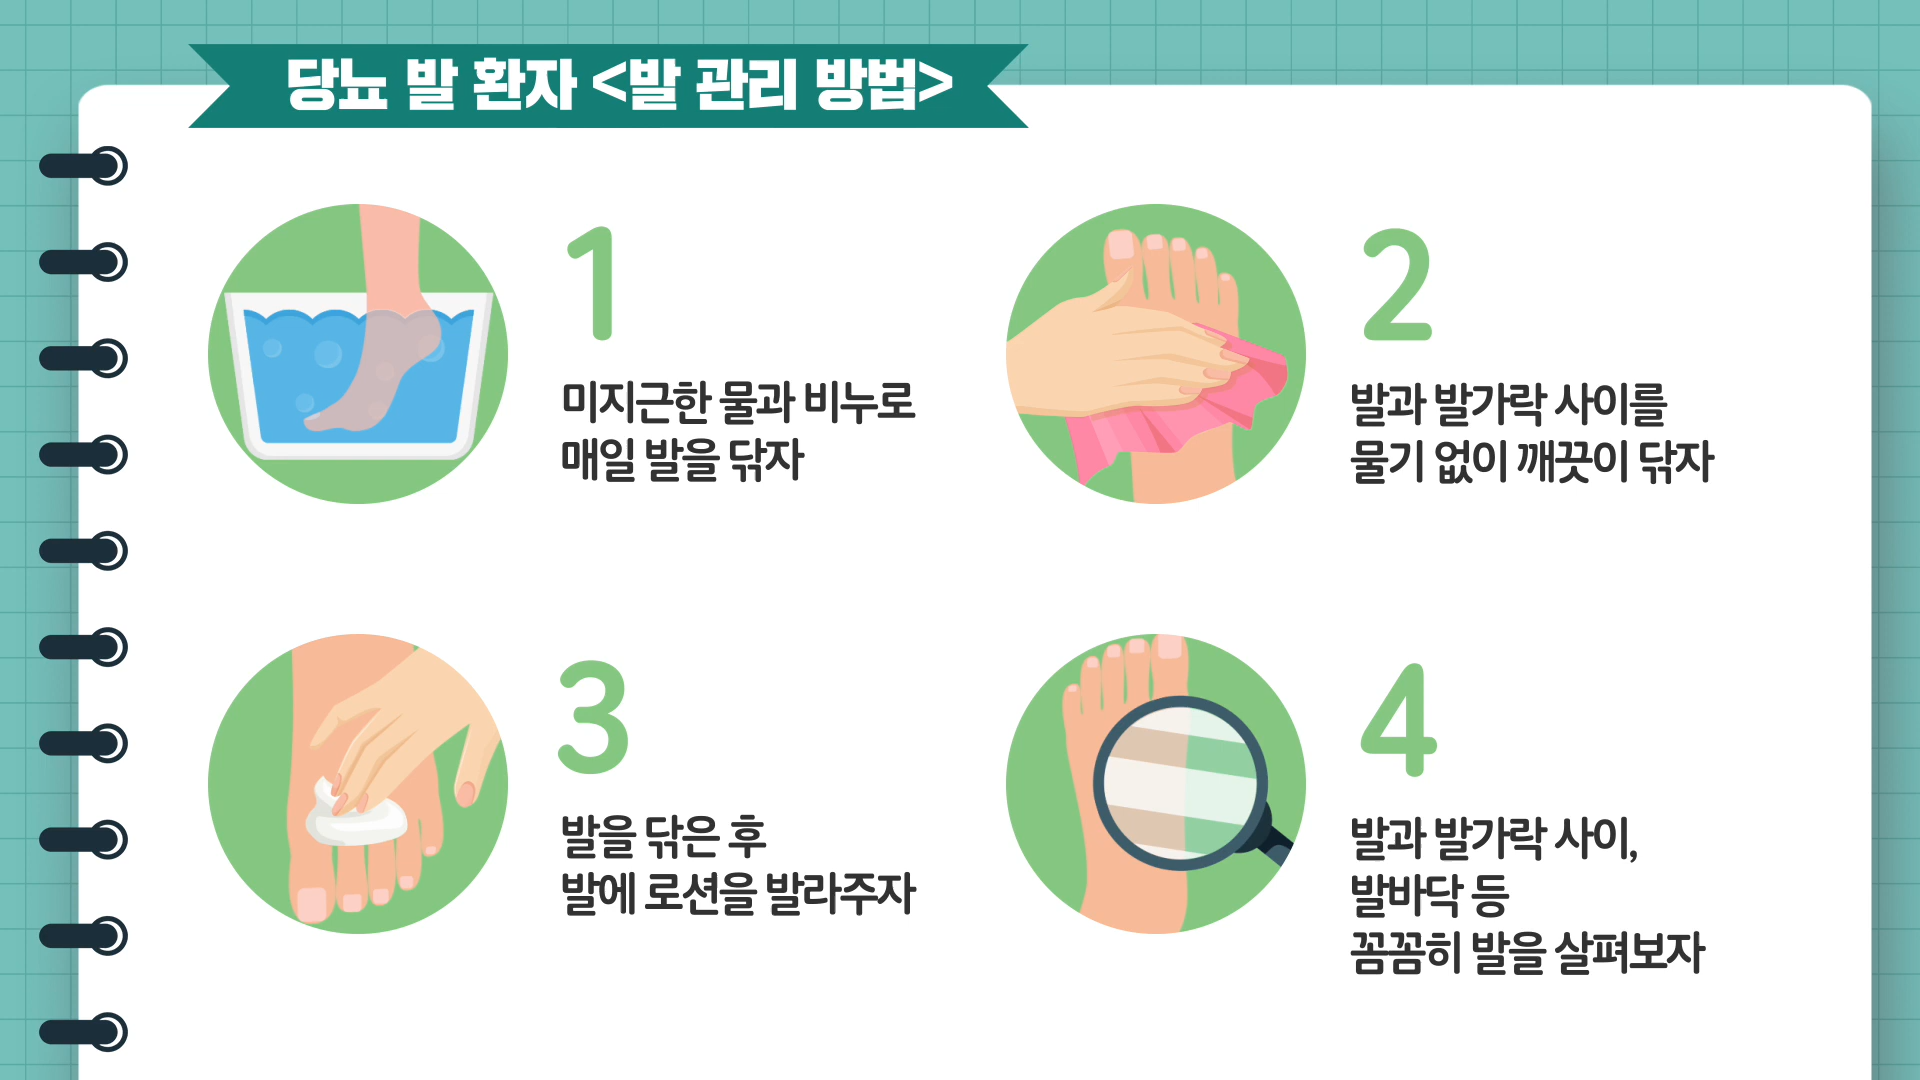 당뇨 발 환자 <발 관리 방법>
1
미지근한 물과 비누로
매일 발을 닦자
2
발과 발가락 사이를
물기 없이 깨끗이 닦자
3
발을 닦은 후
발에 로션을 발라주자
4
발과 발가락 사이,
발바닥 등
꼼꼼히 발을 살펴보자